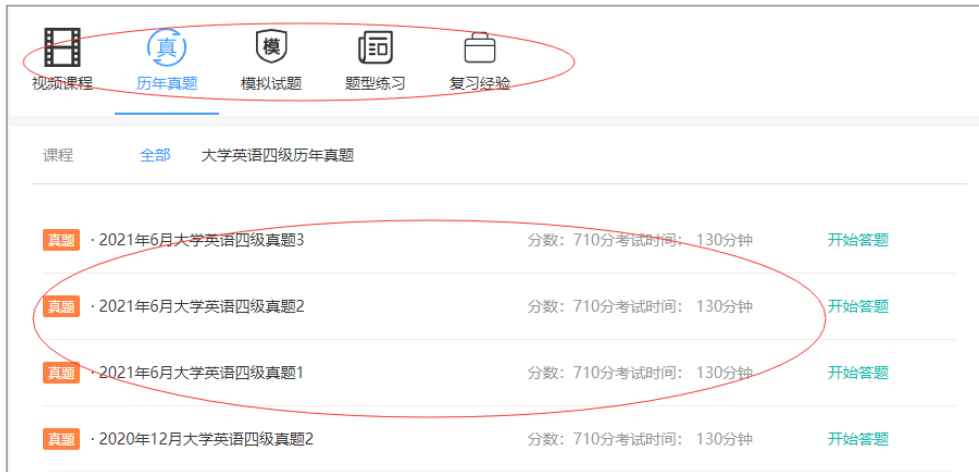 真 模
视频课程 历年真题 模拟试题 题型练习 复习经验
课程 全部 大学英语四级历年真题
真题 · 2021年6月大学英语四级真题3 分数：710分考试时间： 130分钟 开始答题
真题 · 2021年6月大学英语四级真题2 分数：710分考试时间： 130分钟 开始答题
真题 · 2021年6月大学英语四级真题1 分数：710分考试时间： 130分钟 开始答题
真题 · 2020年12月大学英语四级真题2 分数：710分考试时间： 130分钟 开始答题